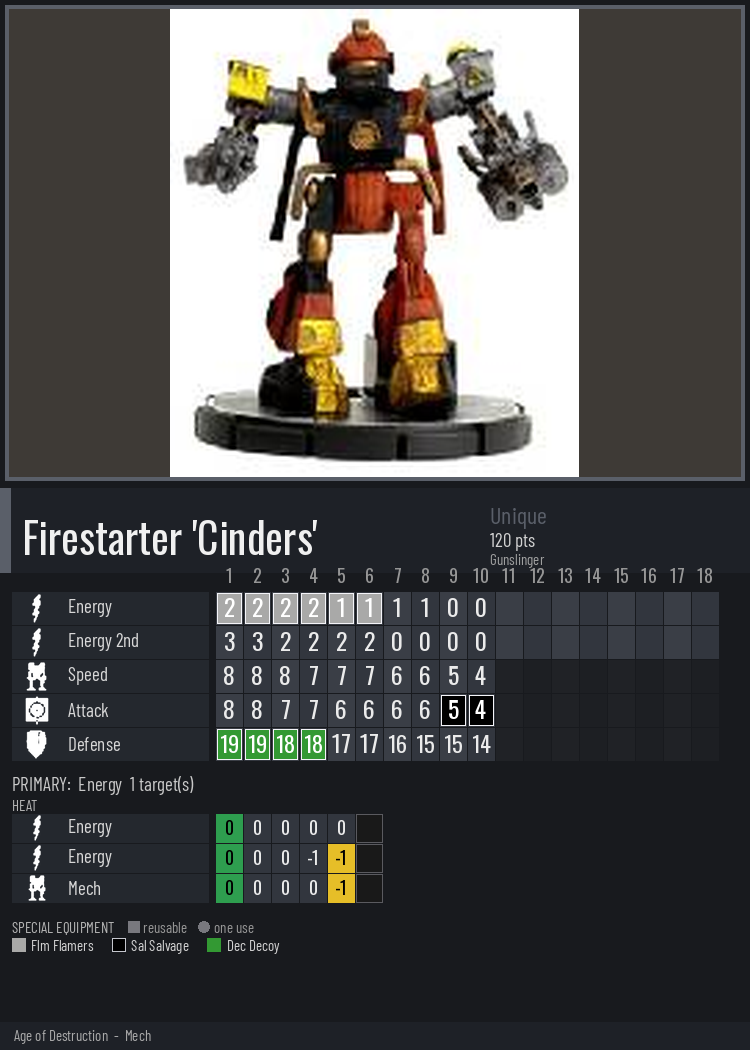 Firestarter 'Cinders'
Unique
120 pts
Gunslinger
1 2 3 4 5 6 7 8 9 10 11 12 13 14 15 16 17 18
Energy 2 2 2 2 1 1 1 1 0 0
Energy 2nd 3 3 2 2 2 2 0 0 0 0
Speed 8 8 8 7 7 7 6 6 5 4
Attack 8 8 7 7 6 6 6 6 5 4
Defense 19 19 18 18 17 17 16 15 15 14
PRIMARY: Energy 1 target(s)
HEAT
Energy 0 0 0 0 0
Energy 0 0 0 -1 -1
Mech 0 0 0 0 -1
SPECIAL EQUIPMENT reusable one use
Flm Flamers Sal Salvage Dec Decoy
Age of Destruction - Mech